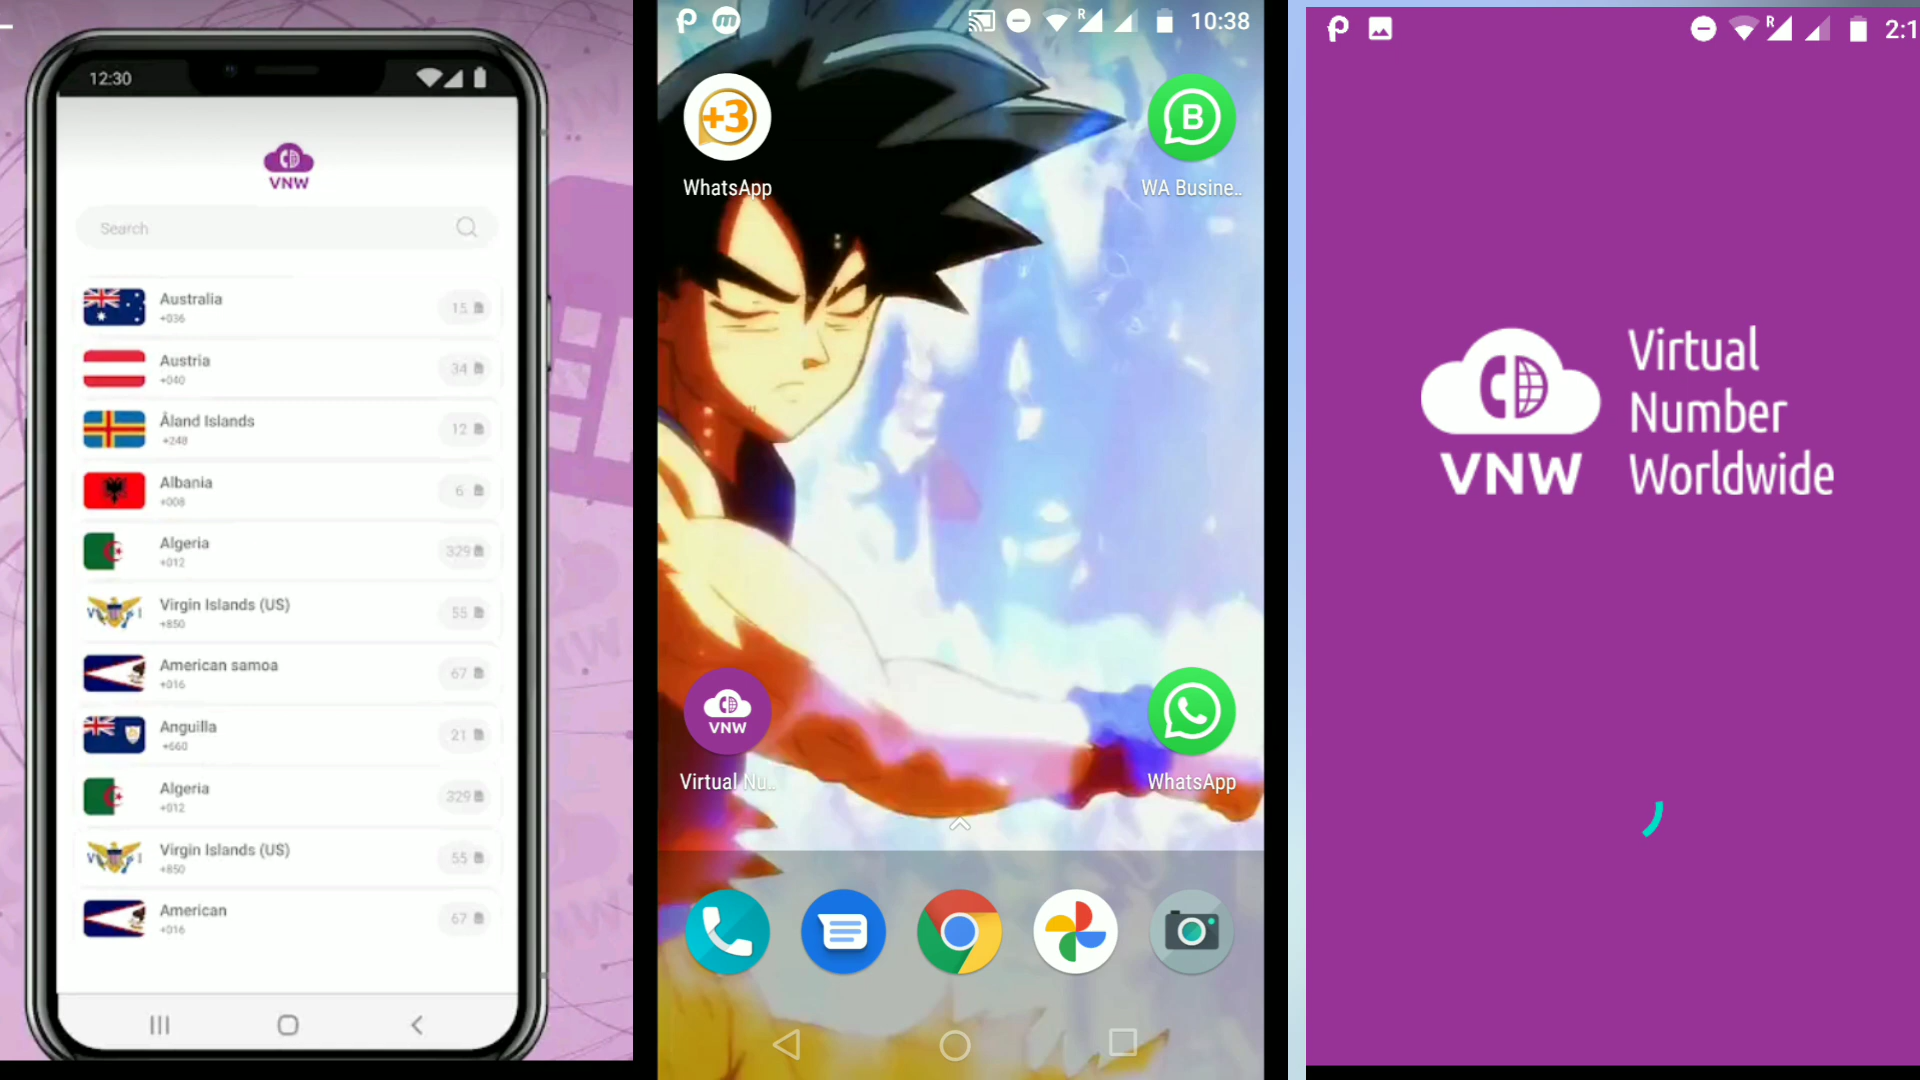 12:30
VNW
Search
Australia
+036
15
Austria
+040
34
Åland Islands
+248
12
Albania
+008
6
Algeria
+012
329
Virgin Islands (US)
+850
55
American samoa
+016
67
Anguilla
+660
21
Algeria
+012
329
Virgin Islands (US)
+850
55
American
+016
67
R
10:38
+3
B
WhatsApp
WA Busine..
VNW
Virtual Nu..
WhatsApp
R
2:1
Virtual
Number
Worldwide
VNW